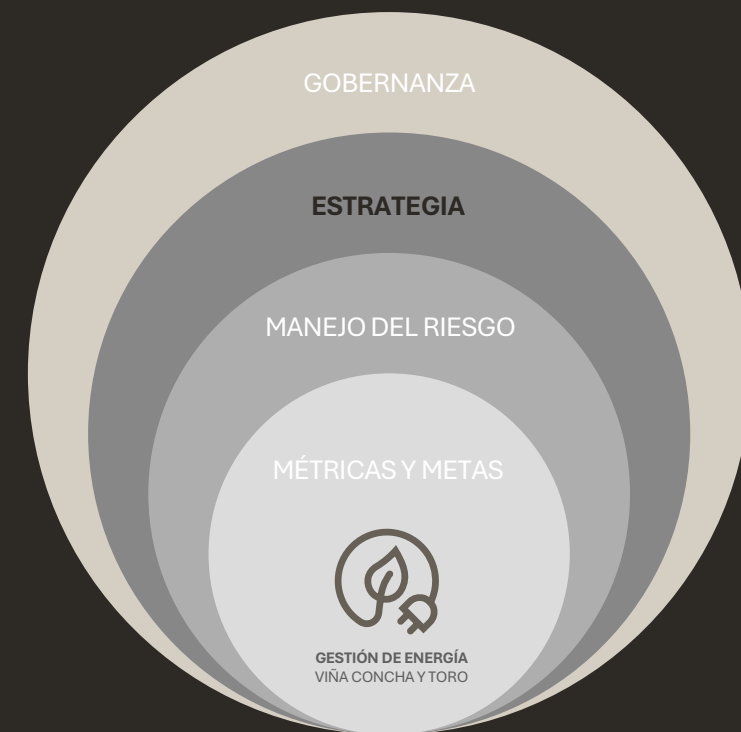 GOBERNANZA
ESTRATEGIA
MANEJO DEL RIESGO
MÉTRICAS Y METAS
GESTIÓN DE ENERGÍA
VIÑA CONCHA Y TORO